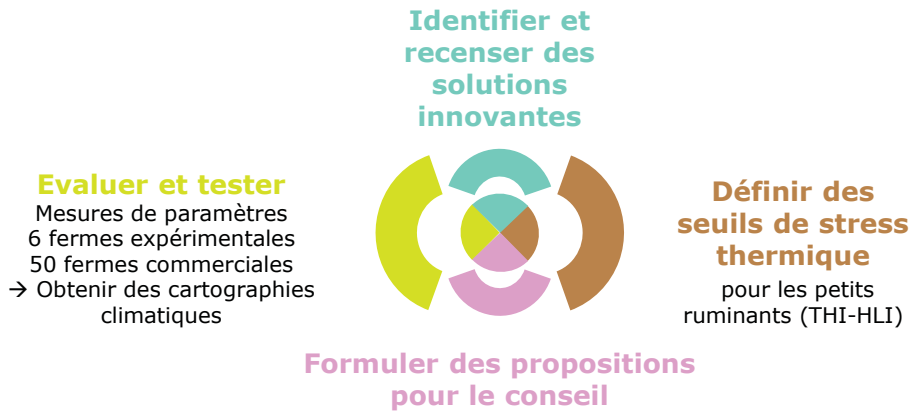 Identifier et
recenser des
solutions
innovantes
Evaluer et tester
Mesures de paramètres
6 fermes expérimentales
50 fermes commerciales
→ Obtenir des cartographies
climatiques
Définir des
seuils de stress
thermique
pour les petits
ruminants (THI-HLI)
Formuler des propositions
pour le conseil